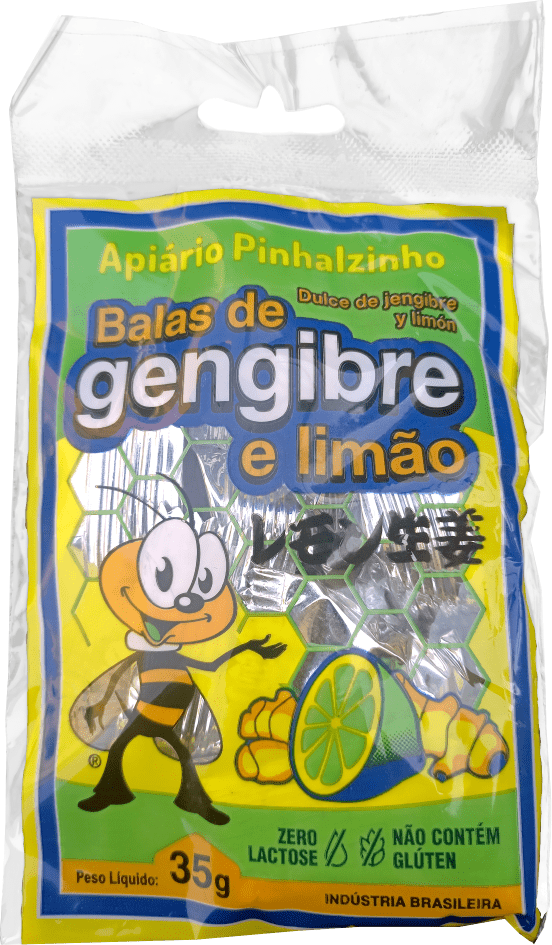 Apiário Pinhalzinho
Balas de
Dulce de jengibre
y limón
gengibre
e limão
レモン生姜
®
ZERO
LACTOSE
NÃO CONTÉM
GLÚTEN
Peso Líquido: 35g
INDÚSTRIA BRASILEIRA